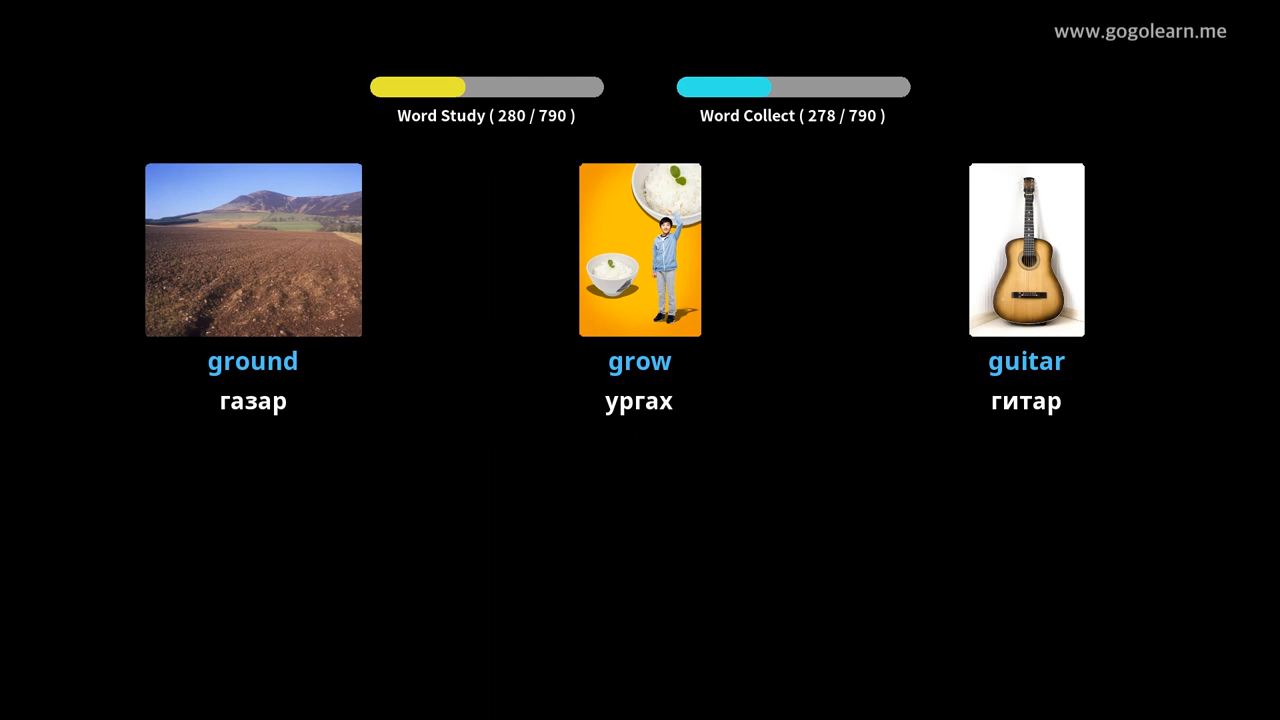 www.gogolearn.me
Word Study ( 280 / 790 )
Word Collect ( 278 / 790 )
ground
grow
guitar
газар
ургах
гитар